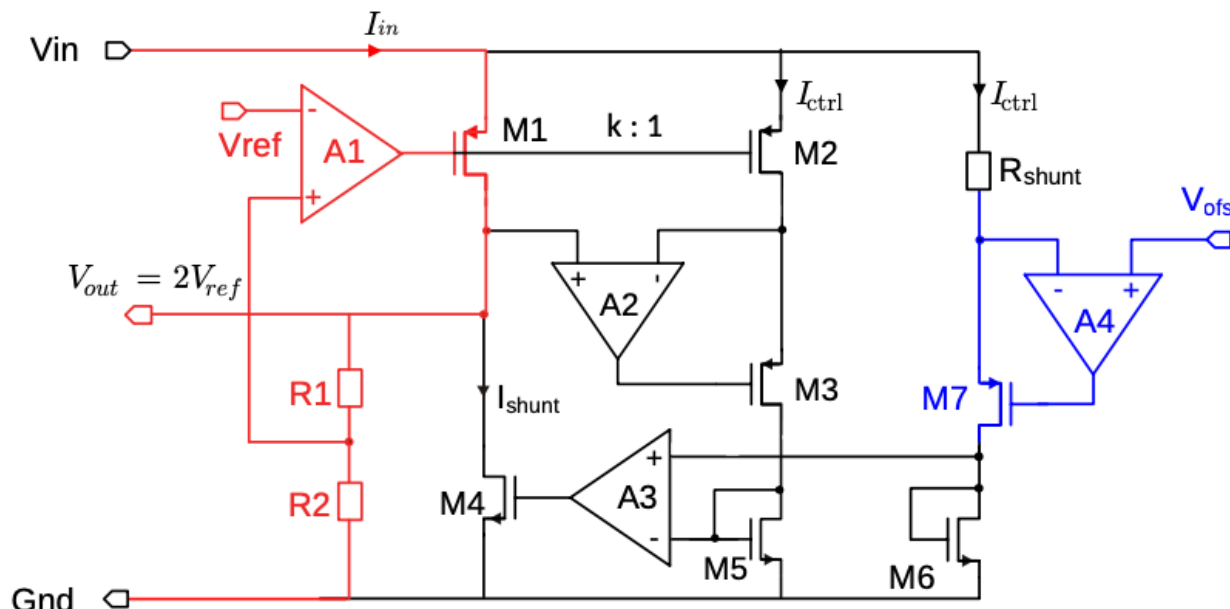 I_in
Vin
I_ctrl
I_ctrl
-
Vref
A1
+
M1
k : 1
M2
R_shunt
V_ofs
V_out = 2V_ref
+
-
A2
-
+
A4
R1
I_shunt
M3
M7
R2
M4
A3
+
-
M5
M6
Gnd